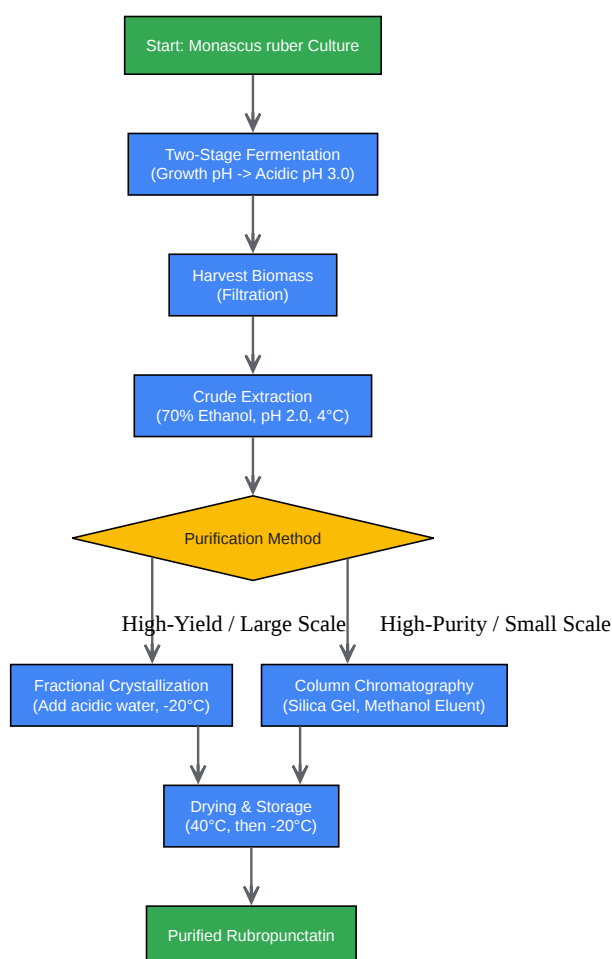 Start: Monascus ruber Culture
Two-Stage Fermentation
(Growth pH -> Acidic pH 3.0)
Harvest Biomass
(Filtration)
Crude Extraction
(70% Ethanol, pH 2.0, 4°C)
Purification Method
High-Yield / Large Scale
High-Purity / Small Scale
Fractional Crystallization
(Add acidic water, -20°C)
Column Chromatography
(Silica Gel, Methanol Eluent)
Drying & Storage
(40°C, then -20°C)
Purified Rubropunctatin